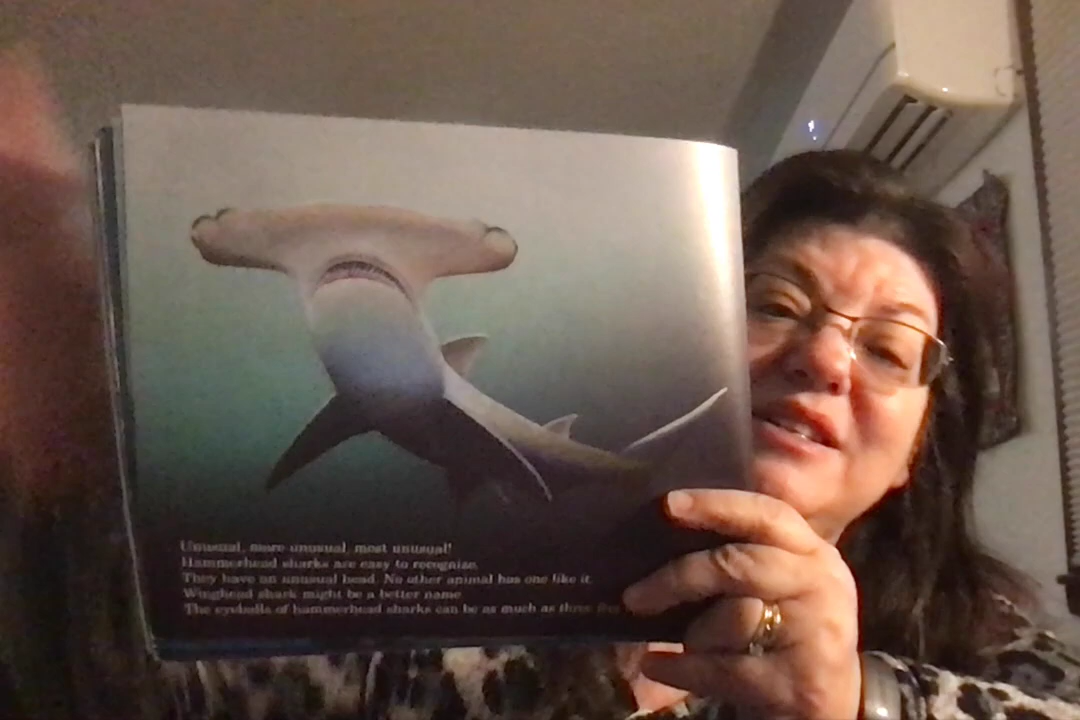 Unusual, more unusual, most unusual!
Hammerhead sharks are easy to recognize.
They have an unusual head. No other animal has one like it.
Winghead shark might be a better name.
The eyeballs of hammerhead sharks can be as much as three